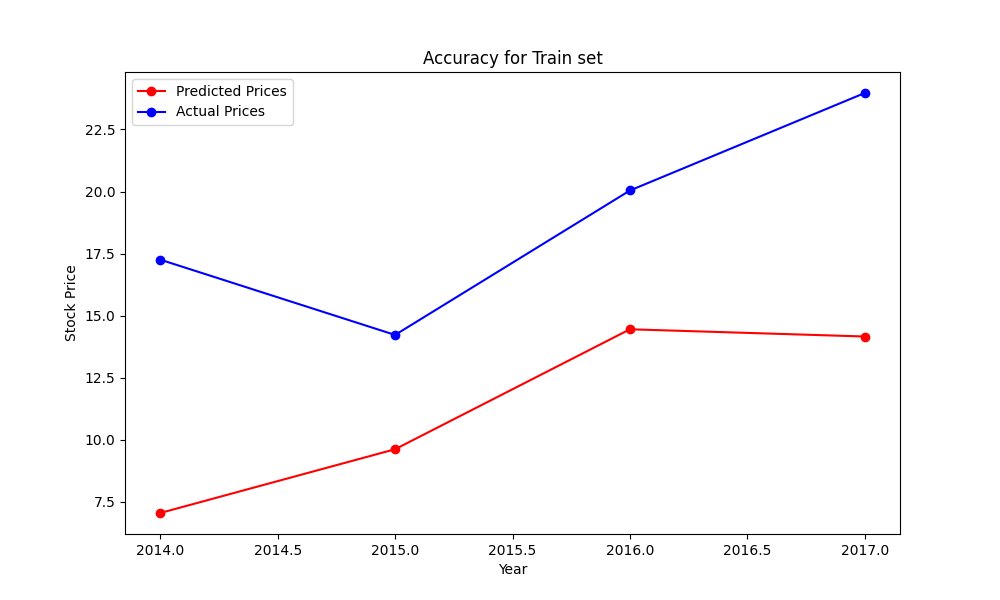 Accuracy for Train set
Predicted Prices
Actual Prices
Stock Price
22.5
20.0
17.5
15.0
12.5
10.0
7.5
2014.0 2014.5 2015.0 2015.5 2016.0 2016.5 2017.0
Year